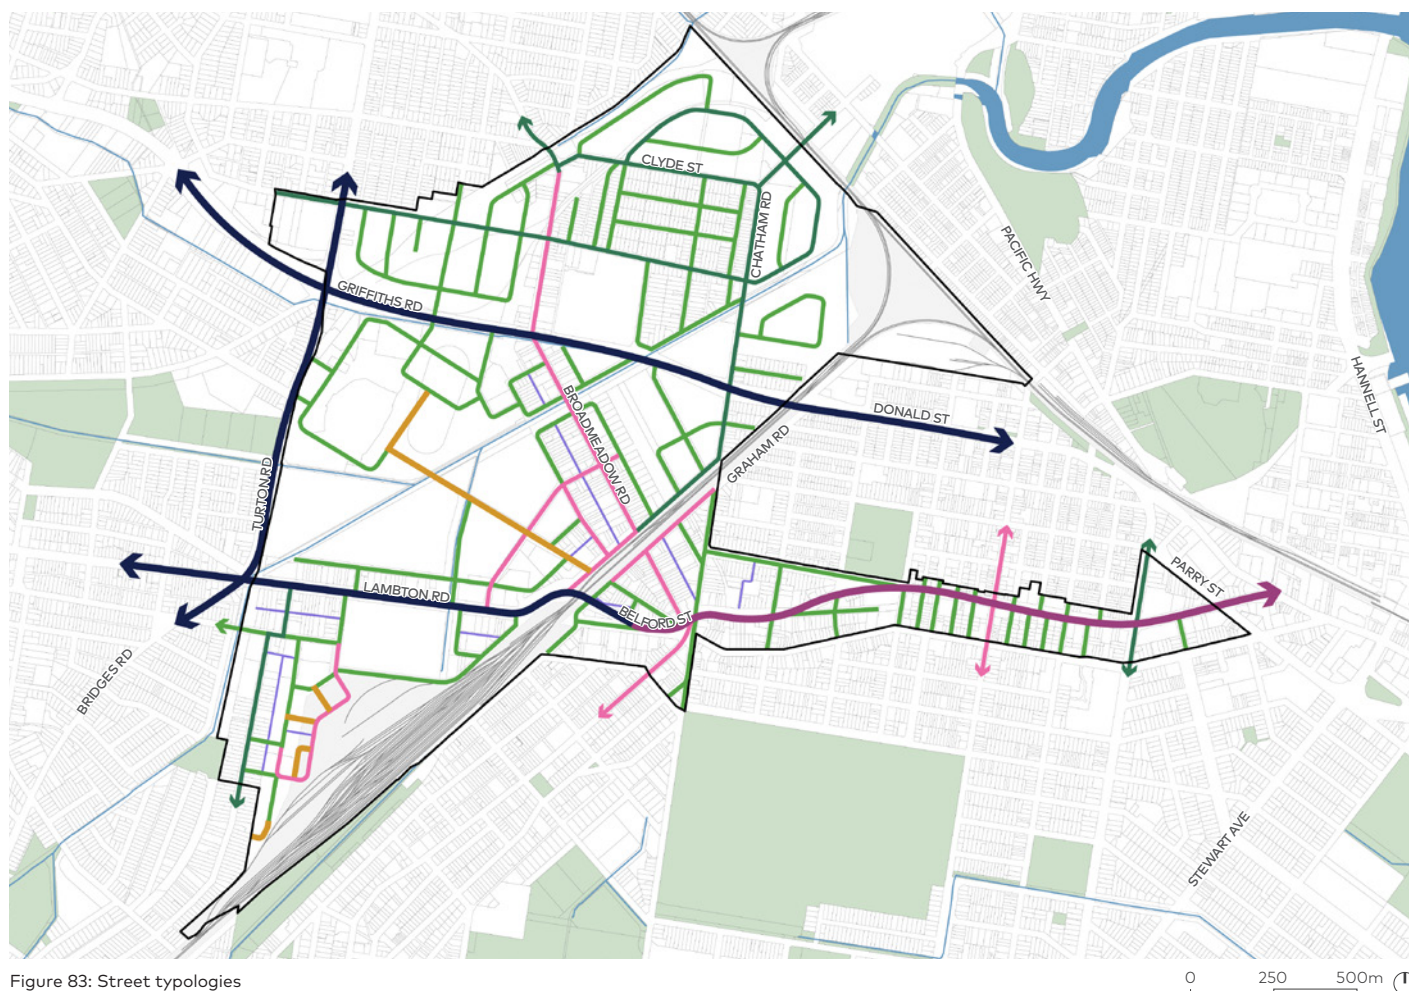 CLYDE ST
CHATHAM RD
PACIFIC HWY
GRIFFITHS RD
HANNELL ST
BROADMEADOW RD
DONALD ST
GRAHAM RD
TURTON RD
LAMBTON RD
BELFORD ST
PARRY ST
BRIDGES RD
STEWART AVE
Figure 83: Street typologies
0 250 500m